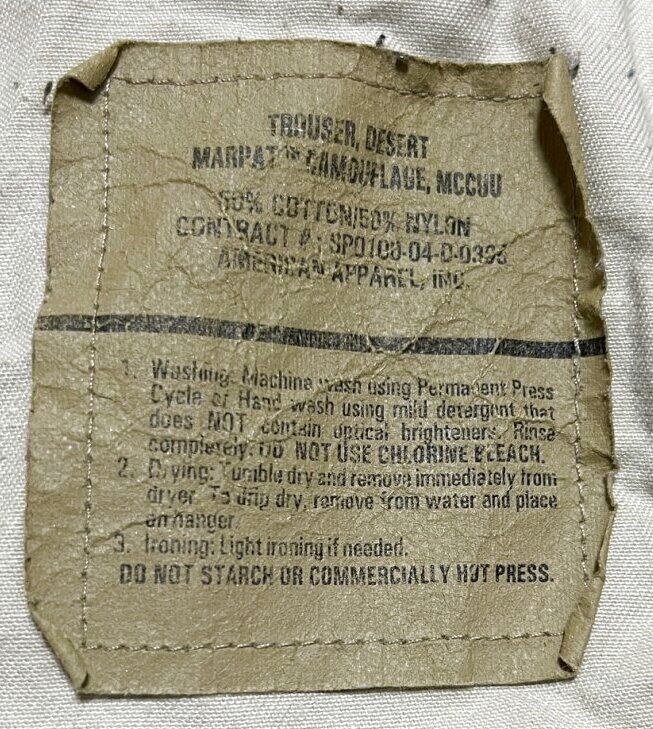 TROUSER, DESERT
MARPAT™ CAMOUFLAGE, MCCUU
50% COTTON/50% NYLON
CONTRACT #: SP0100-04-D-0396
AMERICAN APPAREL, INC.
1. Washing: Machine wash using Permanent Press
Cycle or Hand wash using mild detergent that
does NOT contain optical brighteners. Rinse
completely. DO NOT USE CHLORINE BLEACH.
2. Drying: Tumble dry and remove immediately from
dryer. To drip dry, remove from water and place
on hanger.
3. Ironing: Light ironing if needed.
DO NOT STARCH OR COMMERCIALLY HOT PRESS.